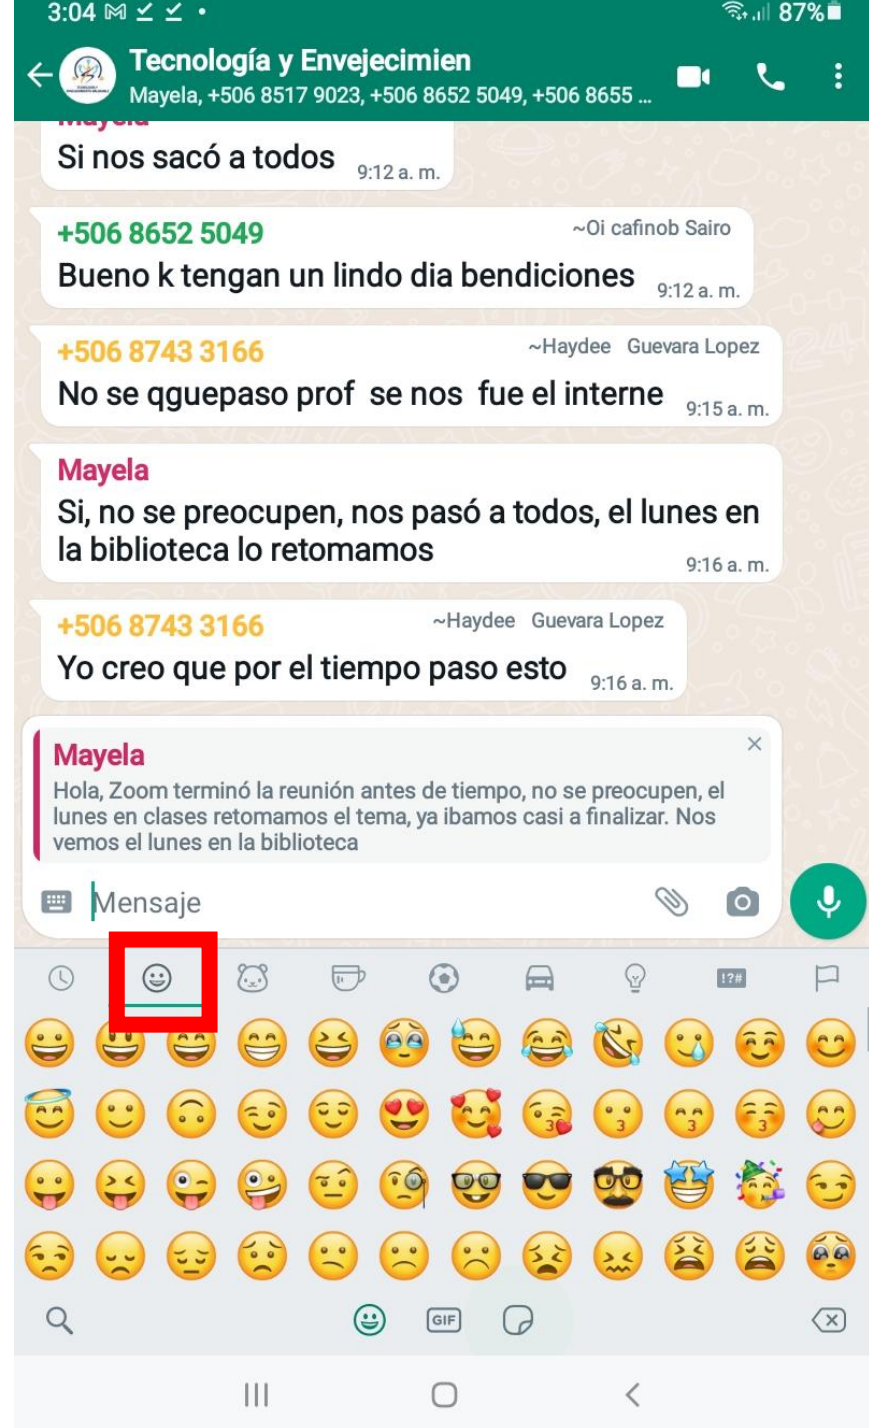 3:04
87%
Tecnología y Envejecimien
Mayela, +506 8517 9023, +506 8652 5049, +506 8655 ...
Mayela
Si nos sacó a todos
9:12 a. m.
+506 8652 5049 ~Oi cafinob Sairo
Bueno k tengan un lindo dia bendiciones
9:12 a. m.
+506 8743 3166 ~Haydee Guevara Lopez
No se qguepaso prof se nos fue el interne
9:15 a. m.
Mayela
Si, no se preocupen, nos pasó a todos, el lunes en
la biblioteca lo retomamos
9:16 a. m.
+506 8743 3166 ~Haydee Guevara Lopez
Yo creo que por el tiempo paso esto
9:16 a. m.
Mayela
Hola, Zoom terminó la reunión antes de tiempo, no se preocupen, el
lunes en clases retomamos el tema, ya ibamos casi a finalizar. Nos
vemos el lunes en la biblioteca
Mensaje
!?#
GIF